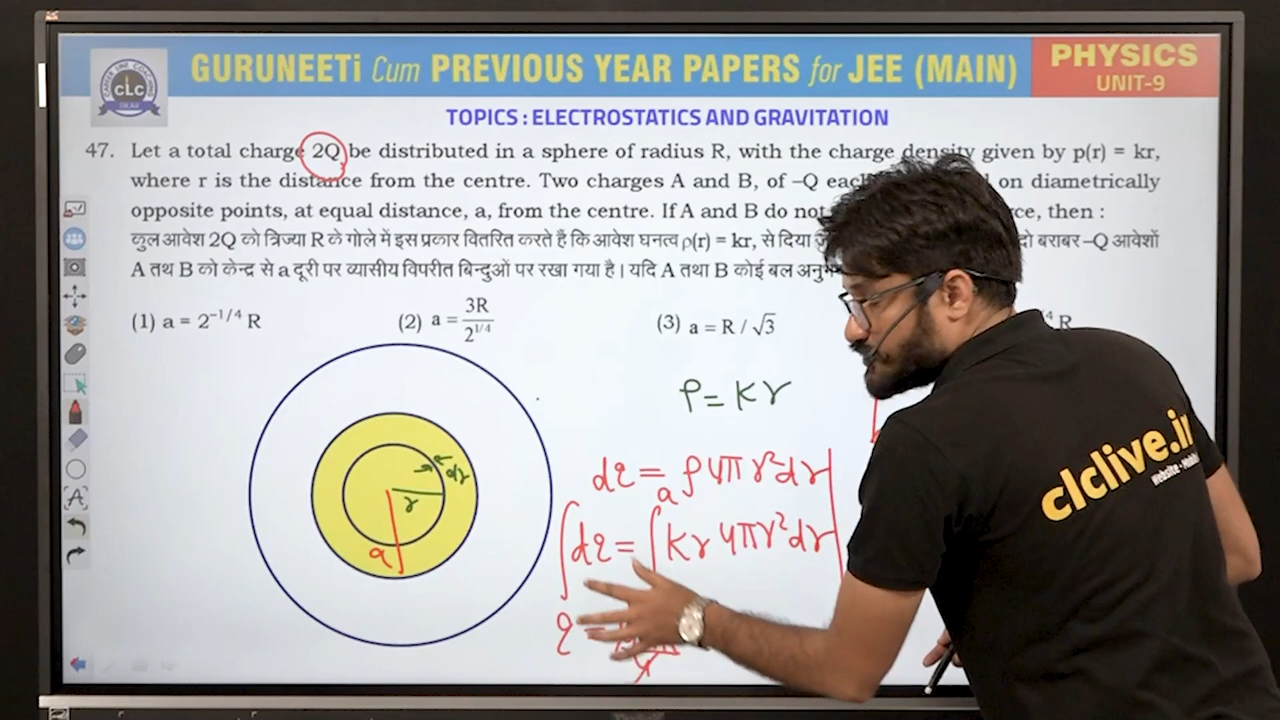 GURUNEETi Cum PREVIOUS YEAR PAPERS for JEE (MAIN)
PHYSICS
UNIT-9
CLC
SIKAR
TOPICS : ELECTROSTATICS AND GRAVITATION
47. Let a total charge 2Q be distributed in a sphere of radius R, with the charge density given by p(r) = kr,
where r is the distance from the centre. Two charges A and B, of –Q each on diametrically
opposite points, at equal distance, a, from the centre. If A and B do not rce, then :
कुल आवेश 2Q को त्रिज्या R के गोले में इस प्रकार वितरित करते हैं कि आवेश घनत्व ρ(r) = kr, से दिया दो बराबर –Q आवेशों
A तथ B को केन्द्र से a दूरी पर व्यासीय विपरीत बिन्दुओं पर रखा गया है। यदि A तथा B कोई बल
(1) a = 2^{-1/4} R
(2) a = 3R / 2^{1/4}
(3) a = R / √3
R
ρ = Kr
dq = ρ4πr²dr
∫dq = ∫^a Kr 4πr²dr
q =
r
dr
a
clclive.in